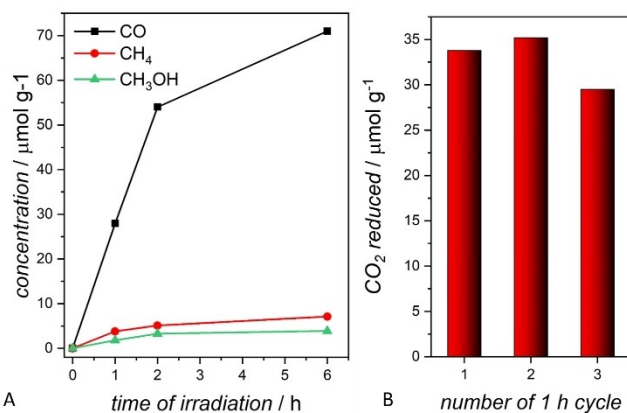 CO
CH4
CH3OH
concentration / μmol g-1
70
60
50
40
30
20
10
0
0 1 2 3 4 5 6
time of irradiation / h
A
CO2 reduced / μmol g-1
35
30
25
20
15
10
5
0
1 2 3
number of 1 h cycle
B